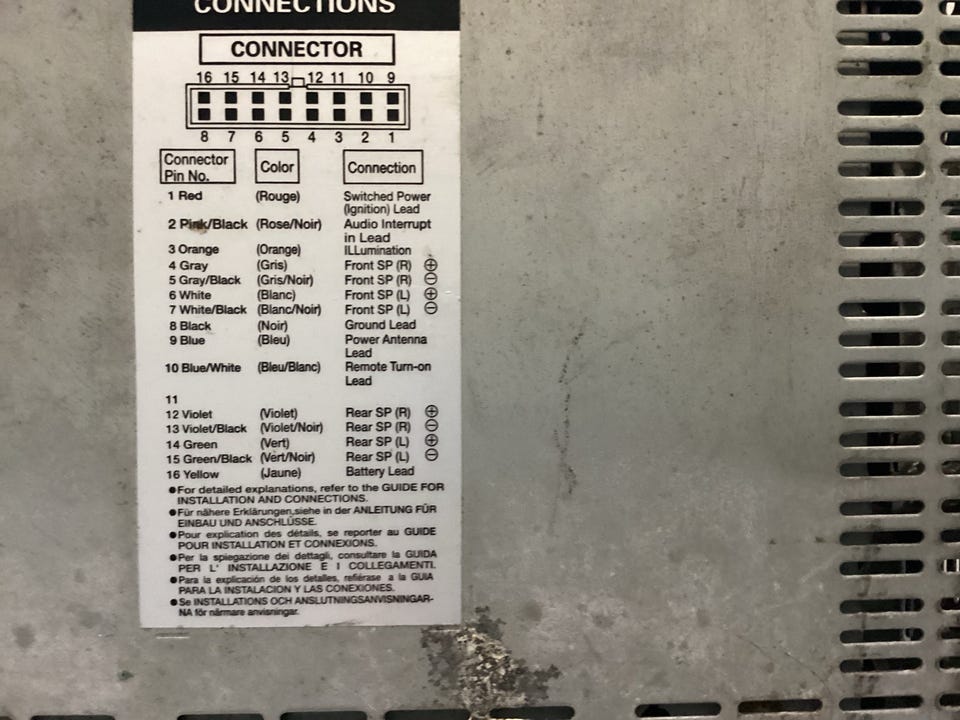 CONNECTIONS
CONNECTOR
16 15 14 13 12 11 10 9
8 7 6 5 4 3 2 1
Connector Pin No. Color Connection
1 Red (Rouge) Switched Power
(Ignition) Lead
2 Pink/Black (Rose/Noir) Audio Interrupt
in Lead
3 Orange (Orange) ILLumination
4 Gray (Gris) Front SP (R) ⊕
5 Gray/Black (Gris/Noir) Front SP (R) ⊖
6 White (Blanc) Front SP (L) ⊕
7 White/Black (Blanc/Noir) Front SP (L) ⊖
8 Black (Noir) Ground Lead
9 Blue (Bleu) Power Antenna
Lead
10 Blue/White (Bleu/Blanc) Remote Turn-on
Lead
11
12 Violet (Violet) Rear SP (R) ⊕
13 Violet/Black (Violet/Noir) Rear SP (R) ⊖
14 Green (Vert) Rear SP (L) ⊕
15 Green/Black (Vert/Noir) Rear SP (L) ⊖
16 Yellow (Jaune) Battery Lead
●For detailed explanations, refer to the GUIDE FOR
INSTALLATION AND CONNECTIONS.
●Für nähere Erklärungen,siehe in der ANLEITUNG FÜR
EINBAU UND ANSCHLÜSSE.
●Pour explication des détails, se reporter au GUIDE
POUR INSTALLATION ET CONNEXIONS.
●Per la spiegazione dei dettagli, consultare la GUIDA
PER L' INSTALLAZIONE E I COLLEGAMENTI.
●Para la explicación de los detalles, refiérase a la GUIA
PARA LA INSTALACION Y LAS CONEXIONES.
●Se INSTALLATIONS OCH ANSLUTNINGSANVISNINGAR-
NA för närmare anvisningar.